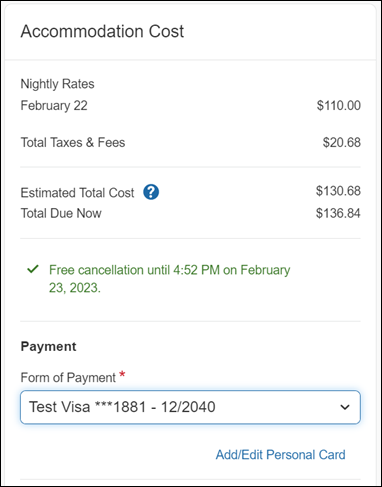 Accommodation Cost
Nightly Rates
February 22 $110.00
Total Taxes & Fees $20.68
Estimated Total Cost ? $130.68
Total Due Now $136.84
Free cancellation until 4:52 PM on February
23, 2023.
Payment
Form of Payment *
Test Visa ***1881 - 12/2040
Add/Edit Personal Card